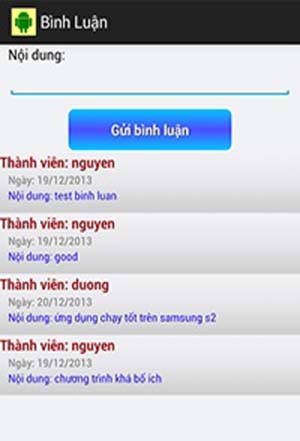 Bình Luận
Nội dung:
Gửi bình luận
Thành viên: nguyen
Ngày: 19/12/2013
Nội dung: test binh luan
Thành viên: nguyen
Ngày: 19/12/2013
Nội dung: good
Thành viên: duong
Ngày: 20/12/2013
Nội dung: ứng dụng chạy tốt trên samsung s2
Thành viên: nguyen
Ngày: 19/12/2013
Nội dung: chương trình khá bổ ích